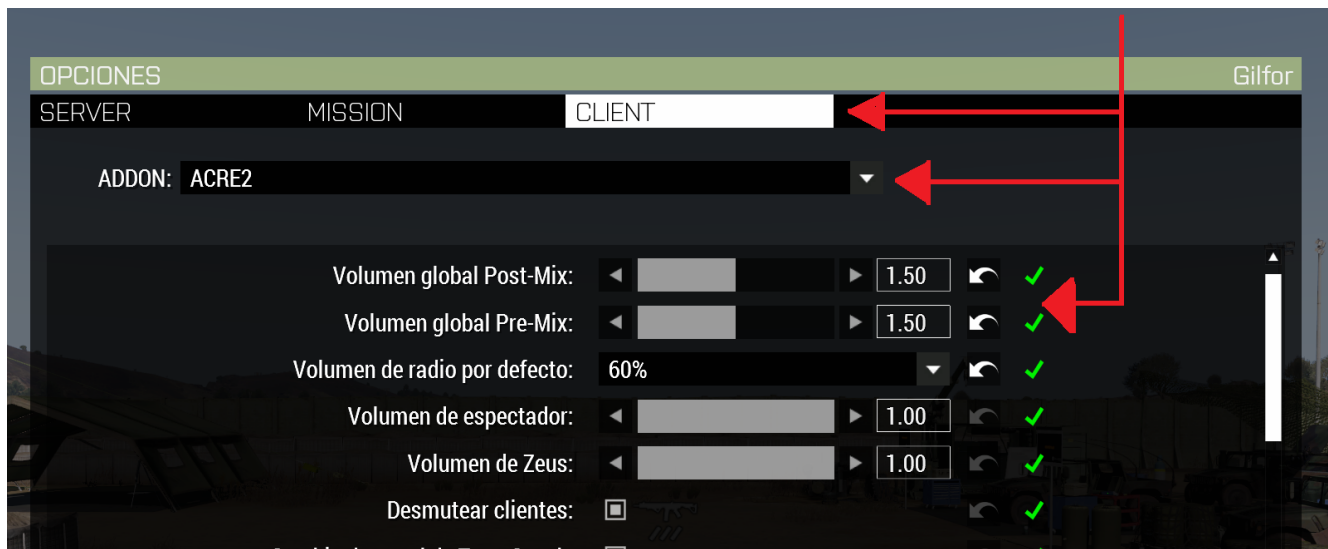 OPCIONES Gilfor
SERVER MISSION CLIENT
ADDON: ACRE2
Volumen global Post-Mix: 1.50
Volumen global Pre-Mix: 1.50
Volumen de radio por defecto: 60%
Volumen de espectador: 1.00
Volumen de Zeus: 1.00
Desmutear clientes: